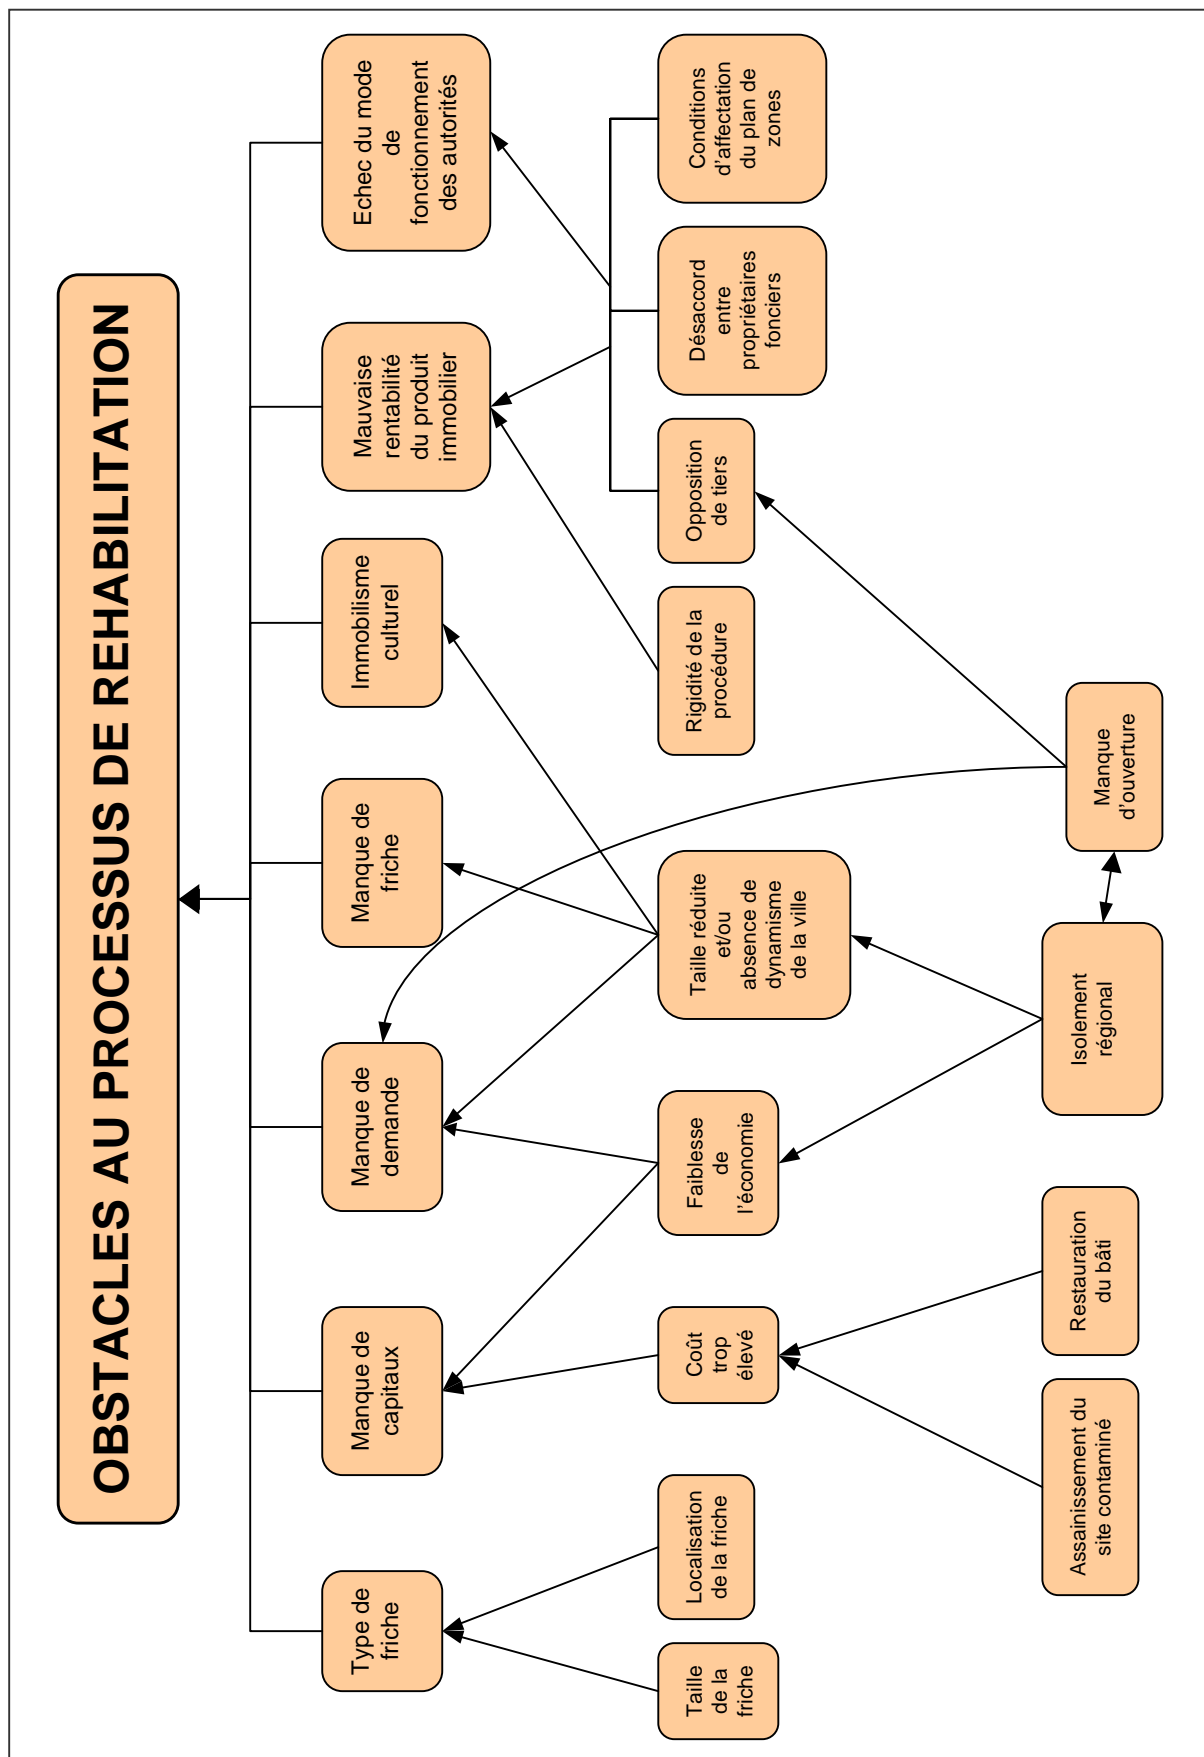 OBSTACLES AU PROCESSUS DE REHABILITATION
Type de
friche
Manque de
capitaux
Manque de
demande
Manque de
friche
Immobilisme
culturel
Mauvaise
rentabilité
du produit
immobilier
Echec du mode
de
fonctionnement
des autorités
Taille
de la
friche
Localisation
de la friche
Coût
trop
élevé
Faiblesse
de
l'économie
Taille réduite
et/ou
absence de
dynamisme
de la ville
Rigidité de la
procédure
Opposition
de tiers
Désaccord
entre
propriétaires
fonciers
Conditions
d'affectation
du plan de
zones
Assainissement du
site contaminé
Restauration
du bâti
Isolement
régional
Manque
d'ouverture